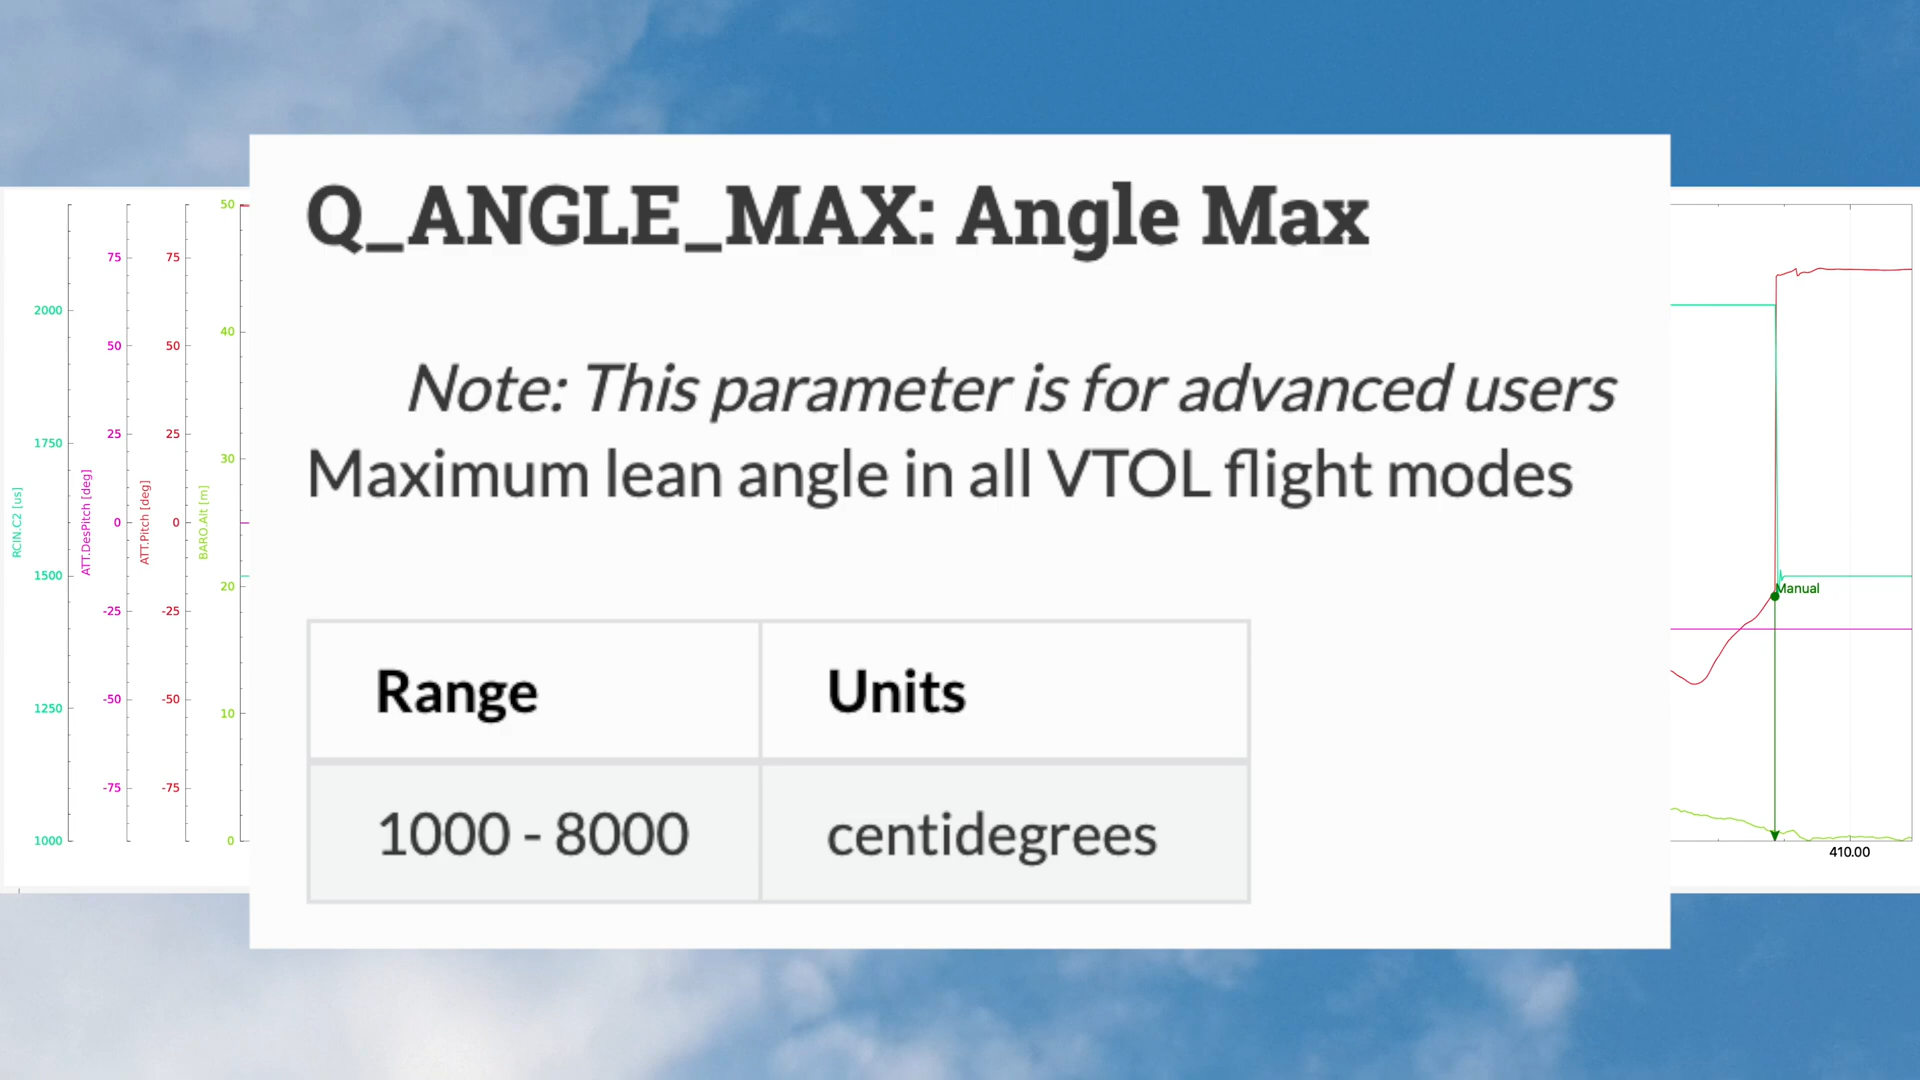 Q_ANGLE_MAX: Angle Max
Note: This parameter is for advanced users
Maximum lean angle in all VTOL flight modes
Range Units
1000 - 8000 centidegrees
RCIN.C2 [us]
2000
1750
1500
1250
1000
ATT.DesPitch [deg]
75
50
25
0
-25
-50
-75
ATT.Pitch [deg]
75
50
25
0
-25
-50
-75
BARO.Alt [m]
50
40
30
20
10
0
Manual
410.00